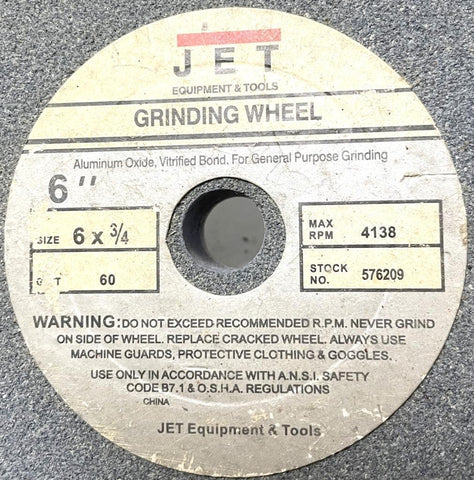 JET
EQUIPMENT & TOOLS
GRINDING WHEEL
Aluminum Oxide, Vitrified Bond. For General Purpose Grinding
6"
SIZE 6 x 3/4
MAX RPM 4138
60
STOCK NO. 576209
WARNING: DO NOT EXCEED RECOMMENDED R.P.M. NEVER GRIND
ON SIDE OF WHEEL. REPLACE CRACKED WHEEL. ALWAYS USE
MACHINE GUARDS, PROTECTIVE CLOTHING & GOGGLES.
USE ONLY IN ACCORDANCE WITH A.N.S.I. SAFETY
CODE B7.1 & O.S.H.A. REGULATIONS
CHINA
JET Equipment & Tools